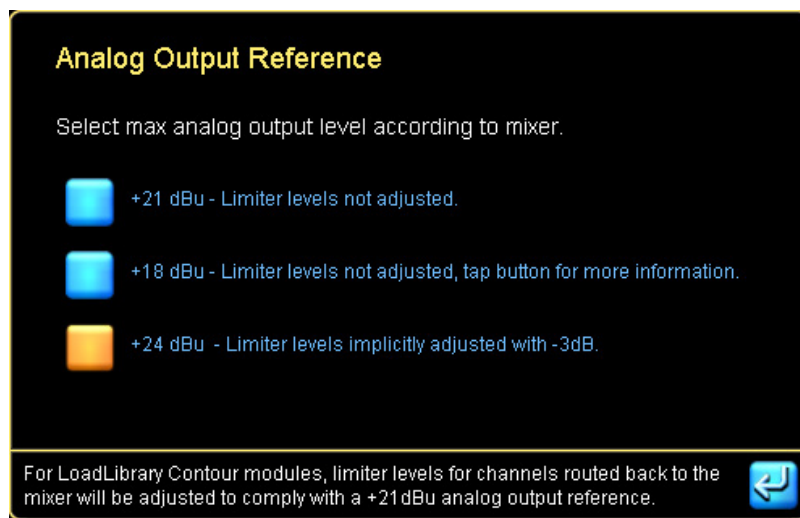 Analog Output Reference
Select max analog output level according to mixer.
+21 dBu - Limiter levels not adjusted.
+18 dBu - Limiter levels not adjusted, tap button for more information.
+24 dBu - Limiter levels implicitly adjusted with -3dB.
For LoadLibrary Contour modules, limiter levels for channels routed back to the
mixer will be adjusted to comply with a +21dBu analog output reference.